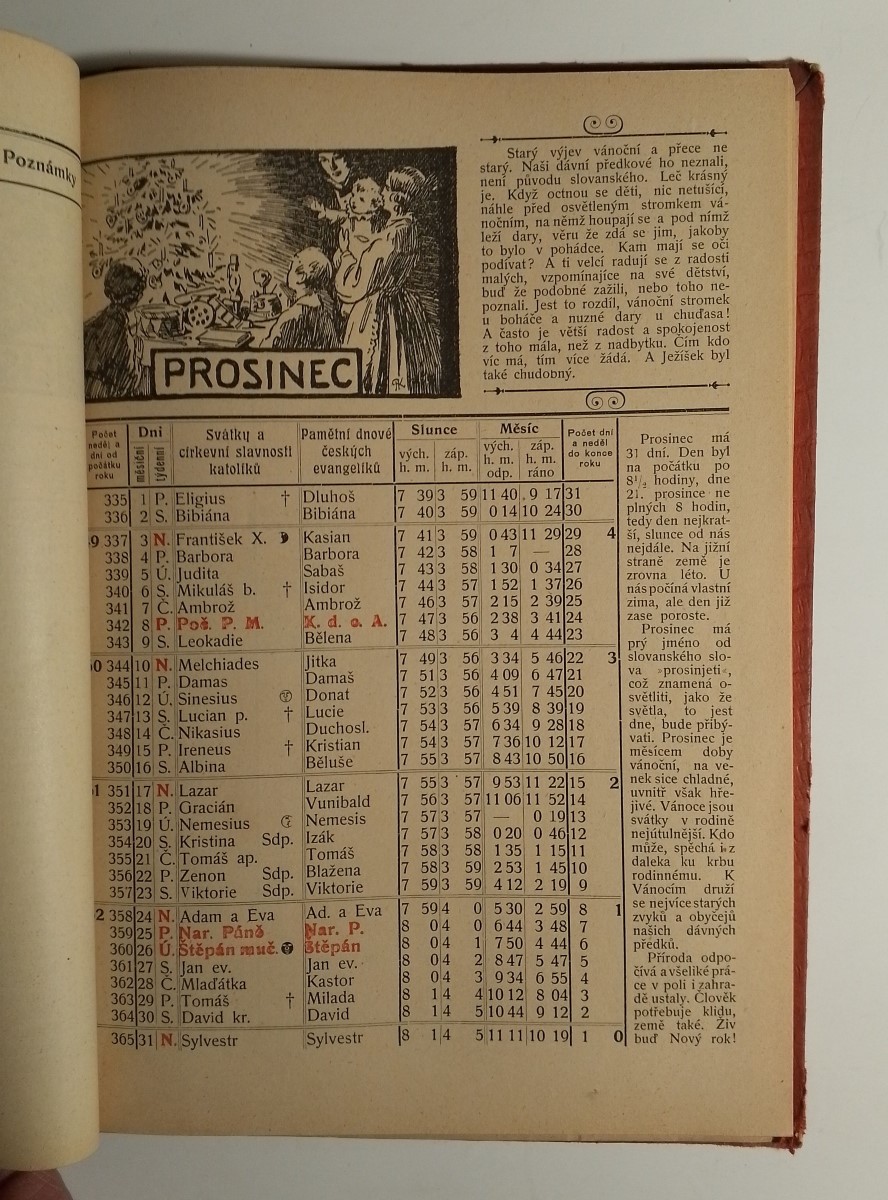 Poznámky
Starý výjev vánoční a přece ne
starý. Naši dávní předkové ho neznali,
není původu slovanského. Leč krásný
je. Když octnou se děti, nic netušící,
náhle před osvětleným stromkem vá-
nočním, na němž houpají se a pod nímž
leží dary, věru že zdá se jim, jakoby
to bylo v pohádce. Kam mají se oči
podívat? A ti velcí radují se z radosti
malých, vzpomínajíce na své dětství,
buď že podobné zažili, nebo toho ne-
poznali. Jest to rozdíl, vánoční stromek
u boháče a nuzné dary u chuďasa!
A často je větší radost a spokojenost
z toho mála, než z nadbytku. Čím kdo
víc má, tím více žádá. A Ježíšek byl
také chudobný.
PROSINEC
Počet neděl a dní od počátku roku
Dni
měsíční
týdenní
Svátky a církevní slavnosti katolíků
Pamětní dnové českých evangelíků
Slunce
vých. h. m.
záp. h. m.
Měsíc
vých. h. m. odp.
záp. h. m. ráno
Počet dní a neděl do konce roku
335 1 P. Eligius † Dluhoš 7 39 3 59 11 40 9 17 31
336 2 S. Bibiána Bibiána 7 40 3 59 0 14 10 24 30
9 337 3 N. František X. Kasian 7 41 3 59 0 43 11 29 29 4
338 4 P. Barbora Barbora 7 42 3 58 1 7 — 28
339 5 Ú. Judita Sabaš 7 43 3 58 1 30 0 34 27
340 6 S. Mikuláš b. † Isidor 7 44 3 57 1 52 1 37 26
341 7 Č. Ambrož Ambrož 7 46 3 57 2 15 2 39 25
342 8 P. Poš. P. M. K. d. o. A. 7 47 3 56 2 38 3 41 24
343 9 S. Leokadie Bělena 7 48 3 56 3 4 4 44 23
0 344 10 N. Melchiades Jitka 7 49 3 56 3 34 5 46 22 3
345 11 P. Damas Damaš 7 51 3 56 4 09 6 47 21
346 12 Ú. Sinesius Donat 7 52 3 56 4 51 7 45 20
347 13 S. Lucian p. † Lucie 7 53 3 56 5 39 8 39 19
348 14 Č. Nikasius Duchosl. 7 54 3 57 6 34 9 28 18
349 15 P. Ireneus † Kristian 7 54 3 57 7 36 10 12 17
350 16 S. Albina Běluše 7 55 3 57 8 43 10 50 16
1 351 17 N. Lazar Lazar 7 55 3 57 9 53 11 22 15 2
352 18 P. Gracián Vunibald 7 56 3 57 11 06 11 52 14
353 19 Ú. Nemesius Nemesis 7 57 3 57 — 0 19 13
354 20 S. Kristina Sdp. Izák 7 57 3 58 0 20 0 46 12
355 21 Č. Tomáš ap. Tomáš 7 58 3 58 1 35 1 15 11
356 22 P. Zenon Sdp. Blažena 7 58 3 59 2 53 1 45 10
357 23 S. Viktorie Sdp. Viktorie 7 59 3 59 4 12 2 19 9
2 358 24 N. Adam a Eva Ad. a Eva 7 59 4 0 5 30 2 59 8 1
359 25 P. Nar. Páně Nar. P. 8 0 4 0 6 44 3 48 7
360 26 Ú. Štěpán muč. Štěpán 8 0 4 1 7 50 4 44 6
361 27 S. Jan ev. Jan ev. 8 0 4 2 8 47 5 47 5
362 28 Č. Mlaďátka Kastor 8 0 4 3 9 34 6 55 4
363 29 P. Tomáš † Milada 8 1 4 4 10 12 8 04 3
364 30 S. David kr. David 8 1 4 5 10 44 9 12 2
365 31 N. Sylvestr Sylvestr 8 1 4 5 11 11 10 19 1 0
Prosinec má
31 dní. Den byl
na počátku po
8½ hodiny, dne
21. prosince ne
plných 8 hodin,
tedy den nejkrat-
ší, slunce od nás
nejdále. Na jižní
straně země je
zrovna léto. U
nás počíná vlastní
zima, ale den již
zase poroste.
Prosinec má
prý jméno od
slovanského slo-
va »prosinjeti«,
což znamená o-
světliti, jako že
světla, to jest
dne, bude přibý-
vati. Prosinec je
měsícem doby
vánoční, na ve-
nek sice chladné,
uvnitř však hře-
jivé. Vánoce jsou
svátky v rodině
nejútulnější. Kdo
může, spěchá i z
daleka ku krbu
rodinnému. K
Vánocím druží
se nejvíce starých
zvyků a obyčejů
našich dávných
předků.
Příroda odpo-
čívá a všeliké prá-
ce v poli i zahra-
dě ustaly. Člověk
potřebuje klidu,
země také. Živ
buď Nový rok!